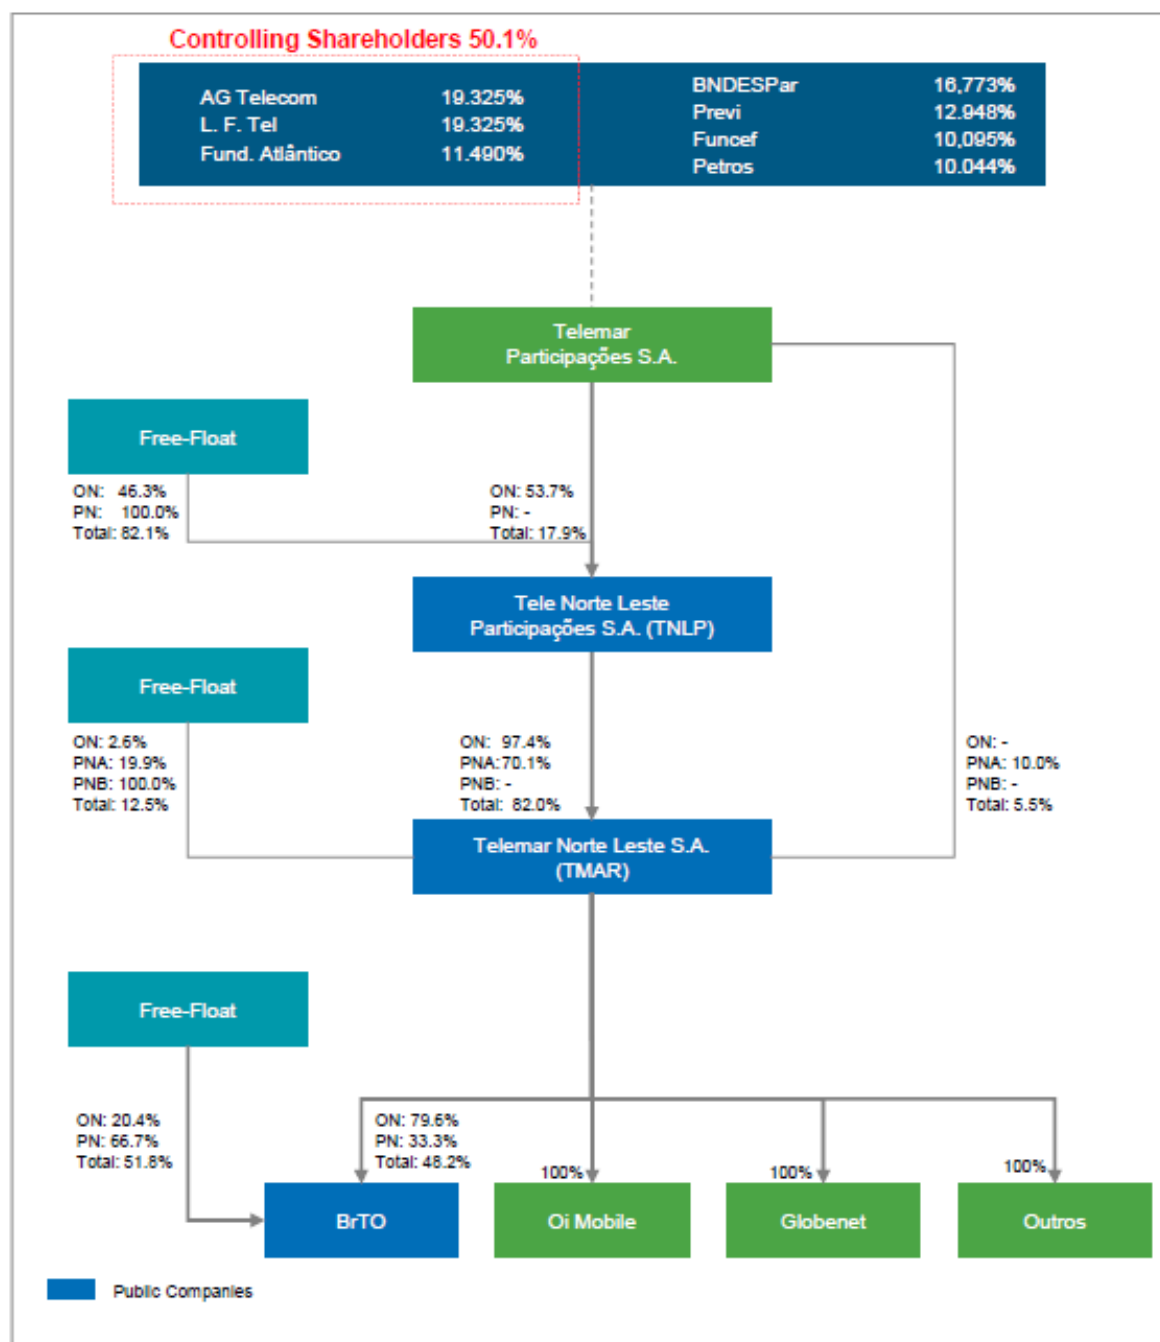 Controlling Shareholders 50.1%
AG Telecom 19.325%
L. F. Tel 19.325%
Fund. Atlântico 11.490%
BNDESPar 16,773%
Previ 12.948%
Funcef 10,095%
Petros 10.044%
Telemar
Participações S.A.
Free-Float
ON: 46.3%
PN: 100.0%
Total: 82.1%
ON: 53.7%
PN: -
Total: 17.9%
Tele Norte Leste
Participações S.A. (TNLP)
Free-Float
ON: 2.6%
PNA: 19.9%
PNB: 100.0%
Total: 12.5%
ON: 97.4%
PNA: 70.1%
PNB: -
Total: 82.0%
ON: -
PNA: 10.0%
PNB: -
Total: 5.5%
Telemar Norte Leste S.A.
(TMAR)
Free-Float
ON: 20.4%
PN: 66.7%
Total: 51.8%
ON: 79.6%
PN: 33.3%
Total: 48.2%
100%
100%
100%
BrTO
Oi Mobile
Globenet
Outros
Public Companies